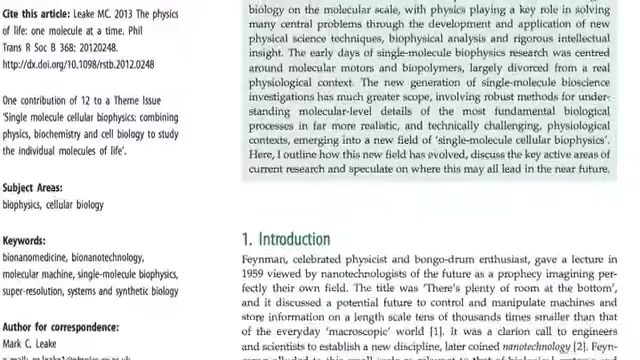 Cite this article: Leake MC. 2013 The physics
of life: one molecule at a time. Phil
Trans R Soc B 368: 20120248.
http://dx.doi.org/10.1098/rstb.2012.0248
One contribution of 12 to a Theme Issue
'Single molecule cellular biophysics: combining
physics, biochemistry and cell biology to study
the individual molecules of life'.
Subject Areas:
biophysics, cellular biology
Keywords:
bionanomedicine, bionanotechnology,
molecular machine, single-molecule biophysics,
super-resolution, systems and synthetic biology
Author for correspondence:
Mark C. Leake
biology on the molecular scale, with physics playing a key role in solving
many central problems through the development and application of new
physical science techniques, biophysical analysis and rigorous intellectual
insight. The early days of single-molecule biophysics research was centred
around molecular motors and biopolymers, largely divorced from a real
physiological context. The new generation of single-molecule bioscience
investigations has much greater scope, involving robust methods for under-
standing molecular-level details of the most fundamental biological
processes in far more realistic, and technically challenging, physiological
contexts, emerging into a new field of 'single-molecule cellular biophysics'.
Here, I outline how this new field has evolved, discuss the key active areas of
current research and speculate on where this may all lead in the near future.
1. Introduction
Feynman, celebrated physicist and bongo-drum enthusiast, gave a lecture in
1959 viewed by nanotechnologists of the future as a prophecy imagining per-
fectly their own field. The title was 'There's plenty of room at the bottom',
and it discussed a potential future to control and manipulate machines and
store information on a length scale tens of thousands times smaller than that
of the everyday 'macroscopic' world [1]. It was a clarion call to engineers
and scientists to establish a new discipline, later coined nanotechnology [2]. Feyn-